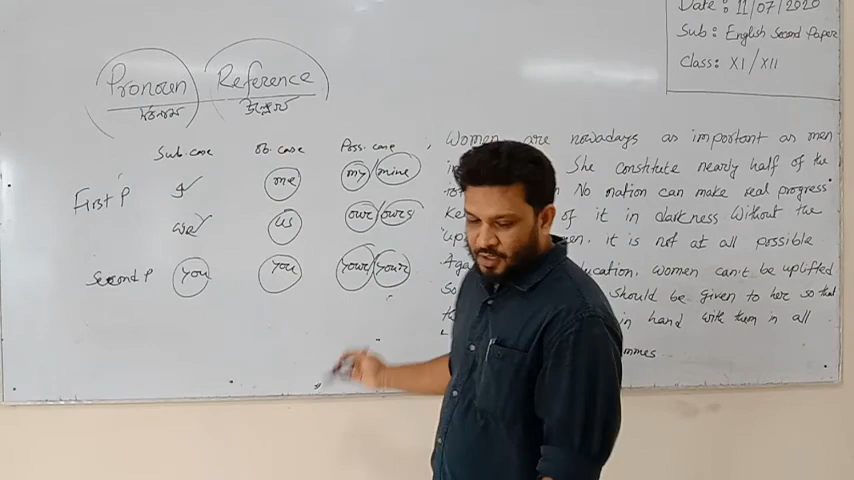 Date: 11/07/2020
Sub: English Second Paper
Class: XI/XII
Pronoun Reference
সর্বনাম উল্লেখ
Sub. case Ob. case Poss. case
First P I me my/mine
we us our/ours
Second P you you your/yours
Women are nowadays as important as men
She constitute nearly half of the
No nation can make real progress
of it in darkness without the
it is not at all possible
women can't be uplifted
should be given to her so that
in hand with them in all
mmes